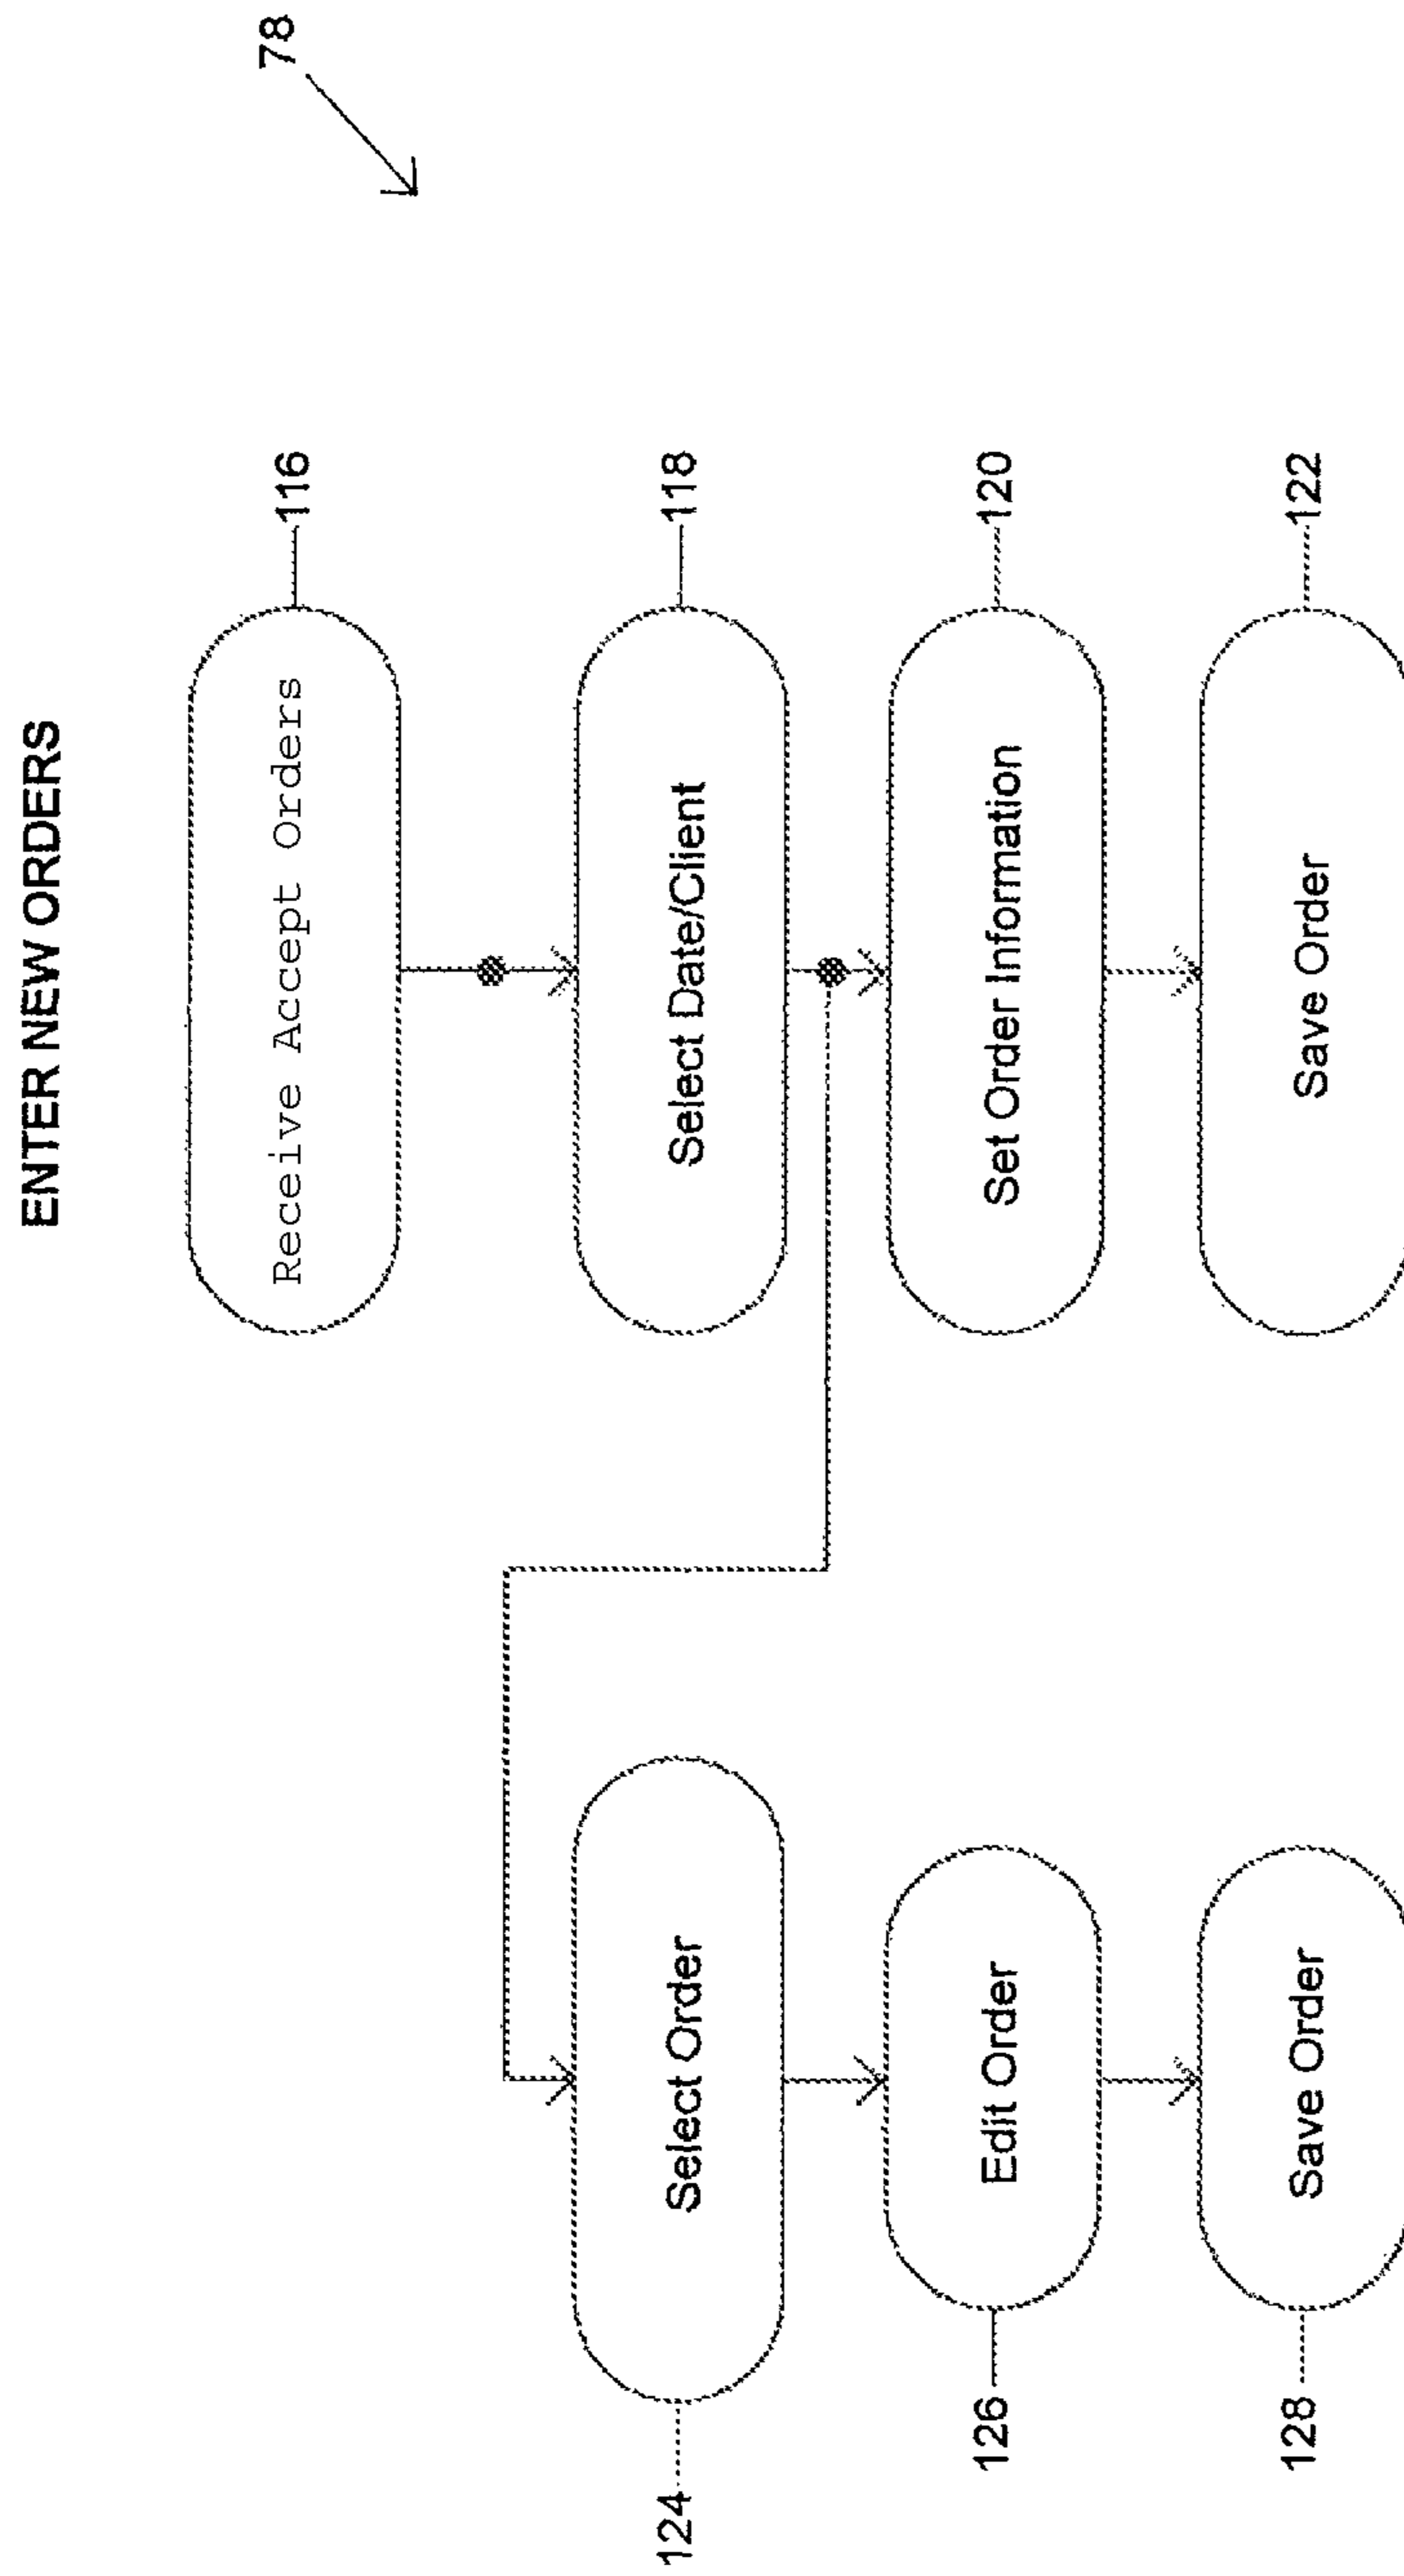 ENTER NEW ORDERS
78
Receive Accept Orders
116
Select Date/Client
118
Set Order Information
120
Save Order
122
124
Select Order
126
Edit Order
128
Save Order